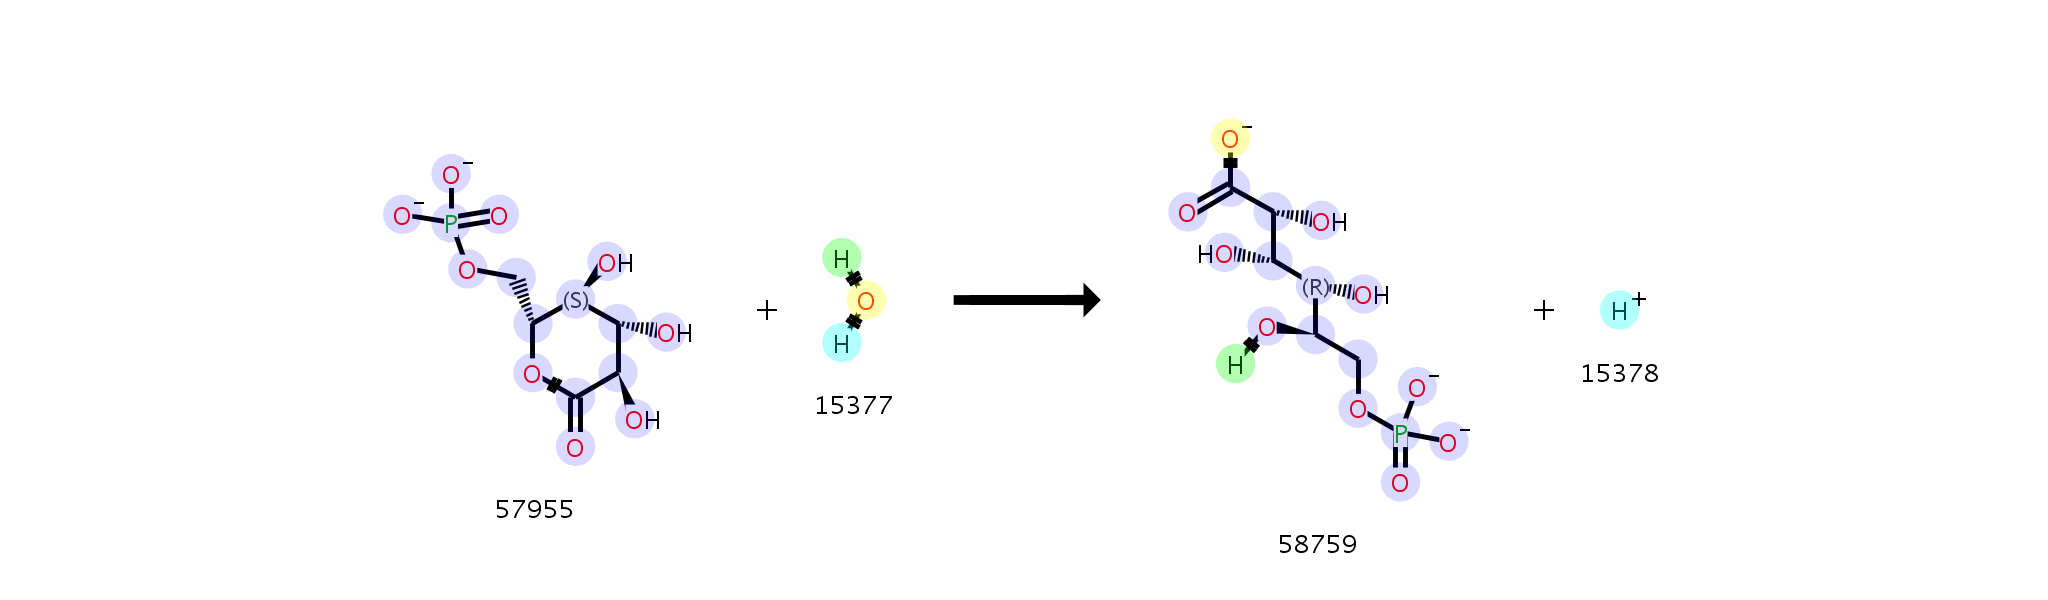 O⁻
O⁻ P O
O
(S) OH
OH
O
OH
O
57955
+
H
O
H
15377
O⁻
O
OH
HO
(R) OH
O
H
O
O⁻
P O⁻
O
58759
+
H⁺
15378